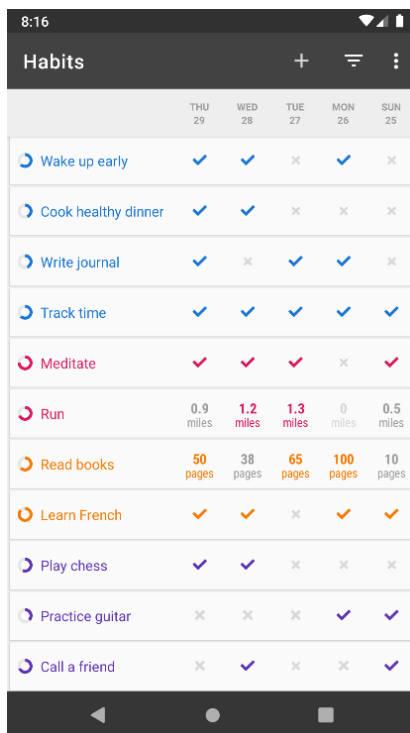 8:16
Habits
THU WED TUE MON SUN
29 28 27 26 25
Wake up early
Cook healthy dinner
Write journal
Track time
Meditate
Run 0.9 miles 1.2 miles 1.3 miles 0 miles 0.5 miles
Read books 50 pages 38 pages 65 pages 100 pages 10 pages
Learn French
Play chess
Practice guitar
Call a friend